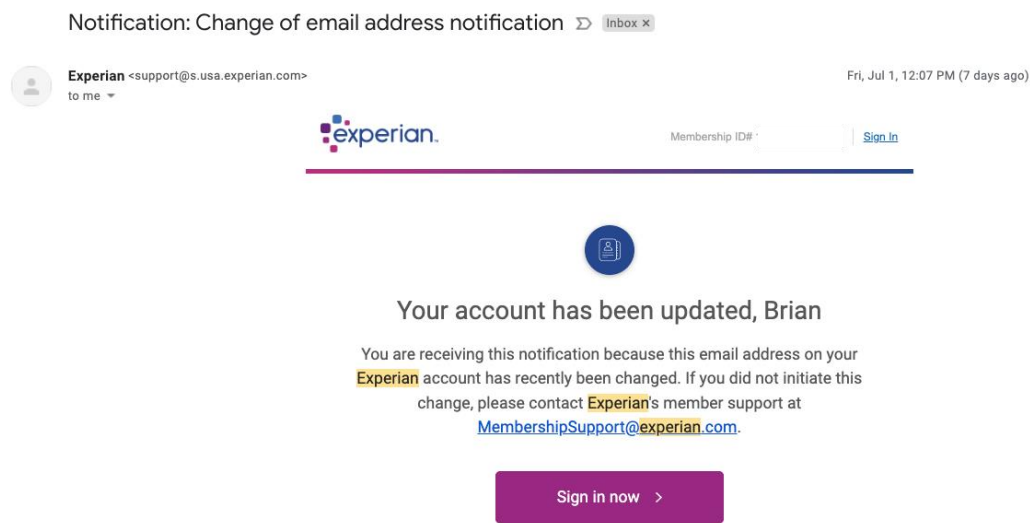 Notification: Change of email address notification Inbox x
Experian <support@s.usa.experian.com> Fri, Jul 1, 12:07 PM (7 days ago)
to me
experian. Membership ID# Sign In
Your account has been updated, Brian
You are receiving this notification because this email address on your
Experian account has recently been changed. If you did not initiate this
change, please contact Experian's member support at
MembershipSupport@experian.com.
Sign in now >